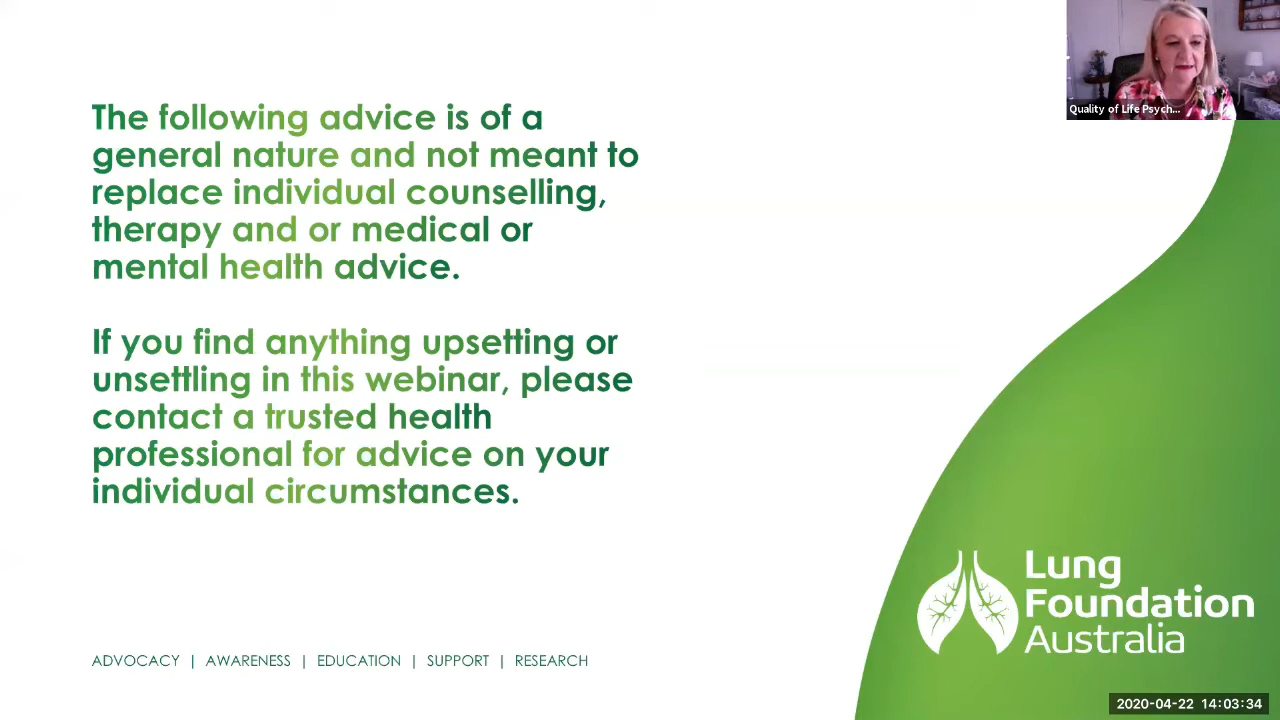 The following advice is of a
general nature and not meant to
replace individual counselling,
therapy and or medical or
mental health advice.
If you find anything upsetting or
unsettling in this webinar, please
contact a trusted health
professional for advice on your
individual circumstances.
Quality of Life Psych...
Lung
Foundation
Australia
ADVOCACY | AWARENESS | EDUCATION | SUPPORT | RESEARCH
2020-04-22 14:03:34